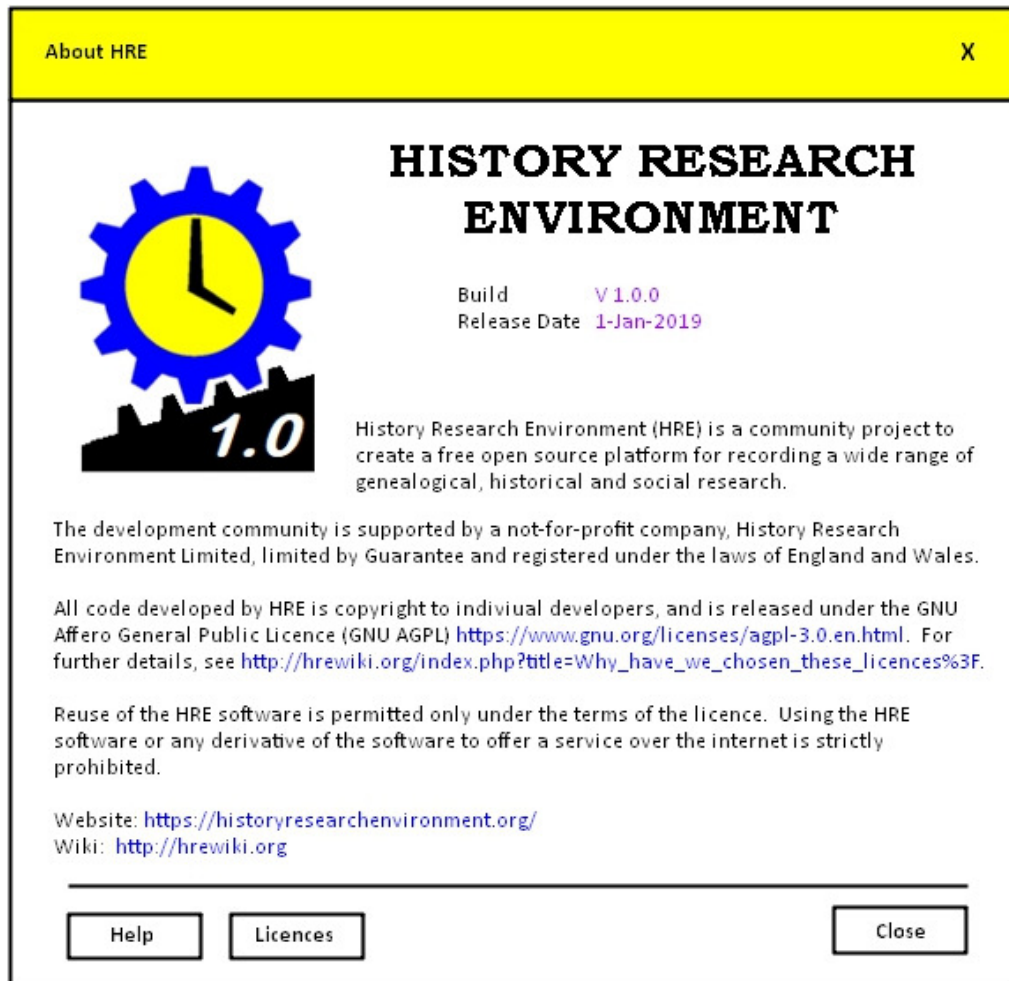 About HRE X
HISTORY RESEARCH
ENVIRONMENT
Build V 1.0.0
Release Date 1-Jan-2019
1.0
History Research Environment (HRE) is a community project to
create a free open source platform for recording a wide range of
genealogical, historical and social research.
The development community is supported by a not-for-profit company, History Research
Environment Limited, limited by Guarantee and registered under the laws of England and Wales.
All code developed by HRE is copyright to indiviual developers, and is released under the GNU
Affero General Public Licence (GNU AGPL) https://www.gnu.org/licenses/agpl-3.0.en.html. For
further details, see http://hrewiki.org/index.php?title=Why_have_we_chosen_these_licences%3F.
Reuse of the HRE software is permitted only under the terms of the licence. Using the HRE
software or any derivative of the software to offer a service over the internet is strictly
prohibited.
Website: https://historyresearchenvironment.org/
Wiki: http://hrewiki.org
Help Licences Close